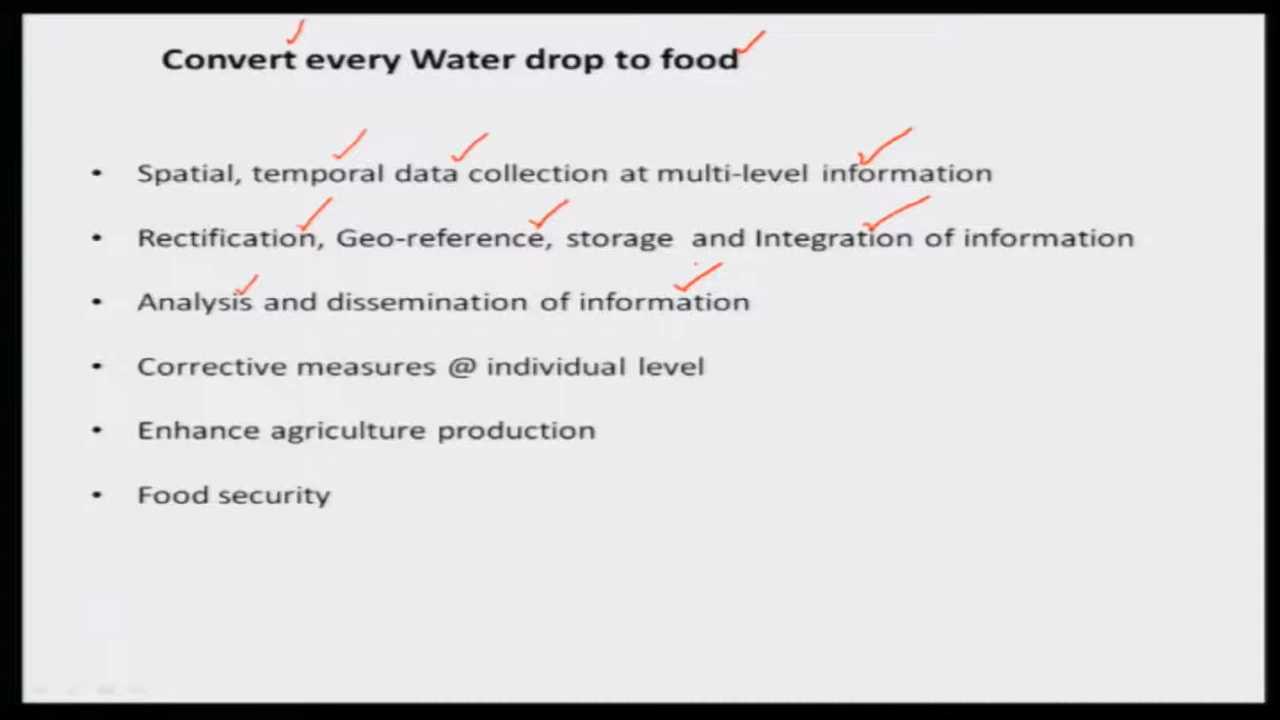 Convert every Water drop to food
• Spatial, temporal data collection at multi-level information
• Rectification, Geo-reference, storage and Integration of information
• Analysis and dissemination of information
• Corrective measures @ individual level
• Enhance agriculture production
• Food security